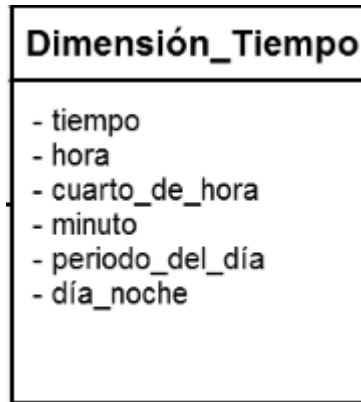 Dimensión_Tiempo
- tiempo
- hora
- cuarto_de_hora
- minuto
- periodo_del_día
- día_noche